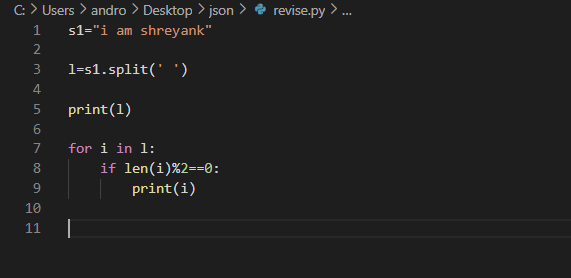 C: > Users > andro > Desktop > json > revise.py > ...
1 s1="i am shreyank"
2
3 l=s1.split(' ')
4
5 print(l)
6
7 for i in l:
8     if len(i)%2==0:
9         print(i)
10
11